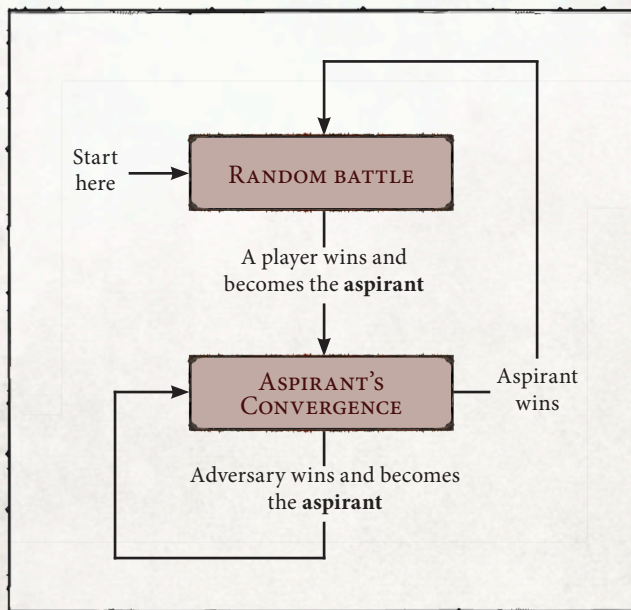 Start
here
RANDOM BATTLE
A player wins and
becomes the aspirant
ASPIRANT'S
CONVERGENCE
Aspirant
wins
Adversary wins and becomes
the aspirant